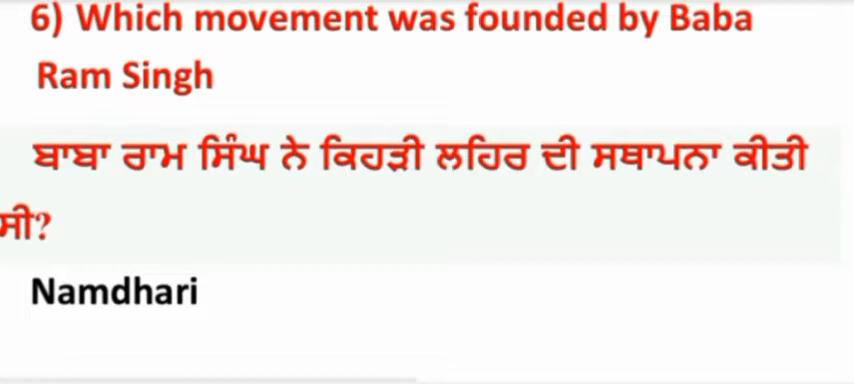 6) Which movement was founded by Baba
Ram Singh
ਬਾਬਾ ਰਾਮ ਸਿੰਘ ਨੇ ਕਿਹੜੀ ਲਹਿਰ ਦੀ ਸਥਾਪਨਾ ਕੀਤੀ
ਸੀ?
Namdhari